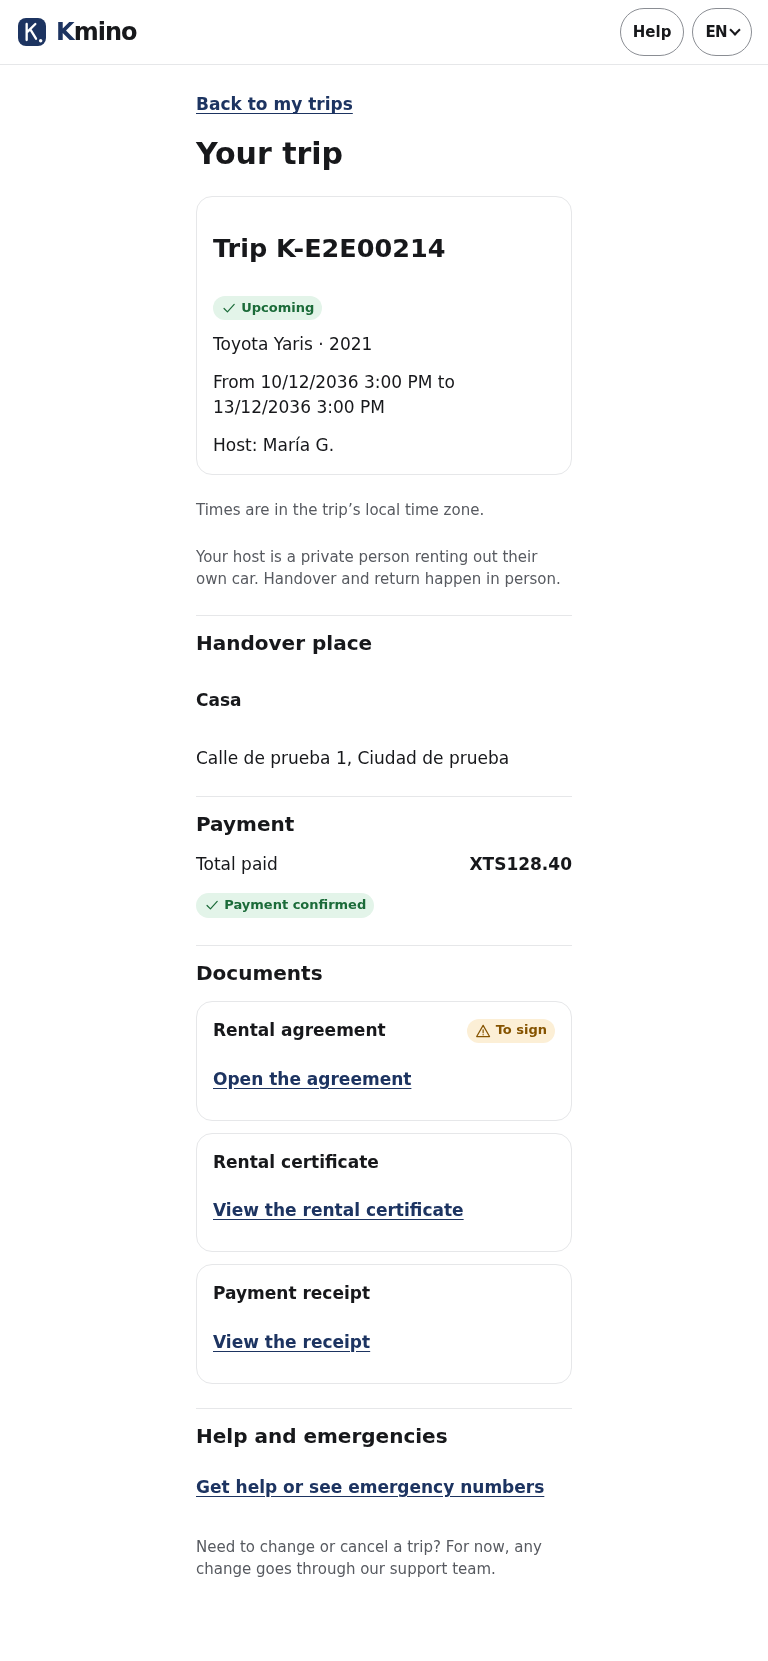 K. Kmino
Help
EN
Back to my trips
Your trip
Trip K-E2E00214
Upcoming
Toyota Yaris · 2021
From 10/12/2036 3:00 PM to
13/12/2036 3:00 PM
Host: María G.
Times are in the trip’s local time zone.
Your host is a private person renting out their
own car. Handover and return happen in person.
Handover place
Casa
Calle de prueba 1, Ciudad de prueba
Payment
Total paid XTS128.40
Payment confirmed
Documents
Rental agreement To sign
Open the agreement
Rental certificate
View the rental certificate
Payment receipt
View the receipt
Help and emergencies
Get help or see emergency numbers
Need to change or cancel a trip? For now, any
change goes through our support team.